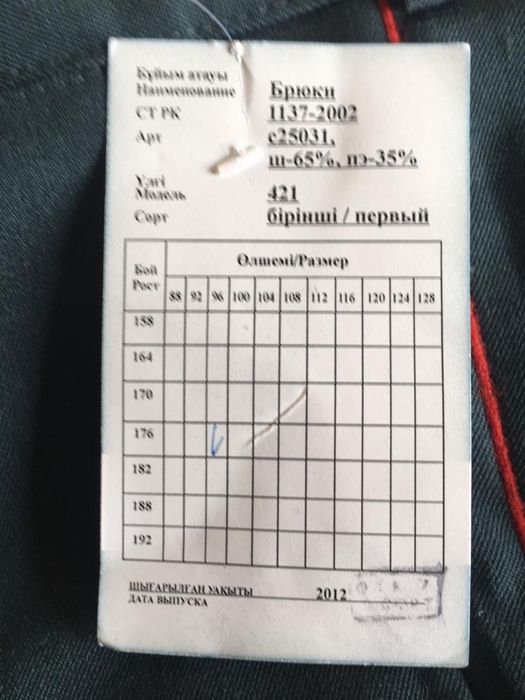 Бұйым атауы
Наименование Брюки
СТ РК 1137-2002
Арт с25031,
ш-65%, пэ-35%
Үлгі
Модель 421
Сорт бірінші / первый
Бой
Рост
Өлшемі/Размер
88 92 96 100 104 108 112 116 120 124 128
158
164
170
176
182
188
192
ШЫҒАРЫЛҒАН УАҚЫТЫ 2012
ДАТА ВЫПУСКА